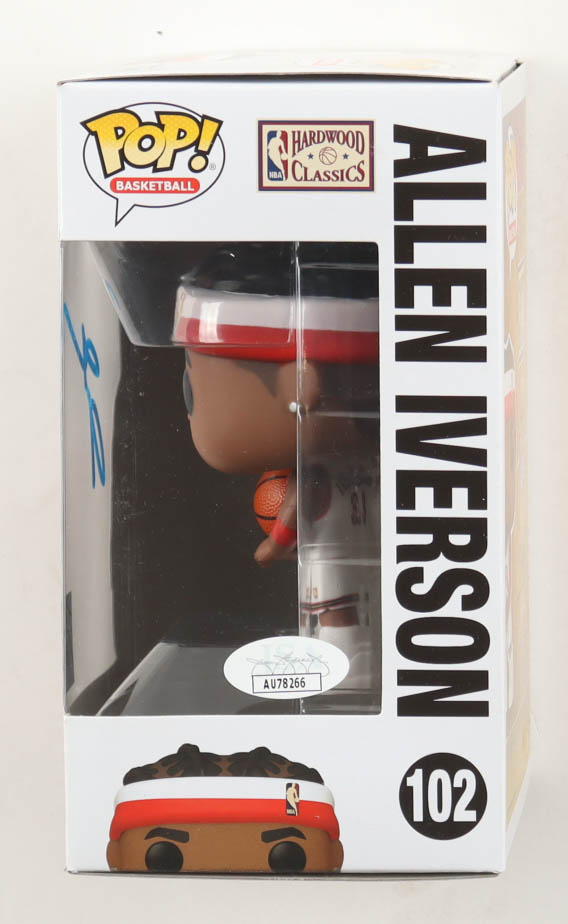 POP!
BASKETBALL
NBA
HARDWOOD
CLASSICS
ALLEN IVERSON
AU78266
102